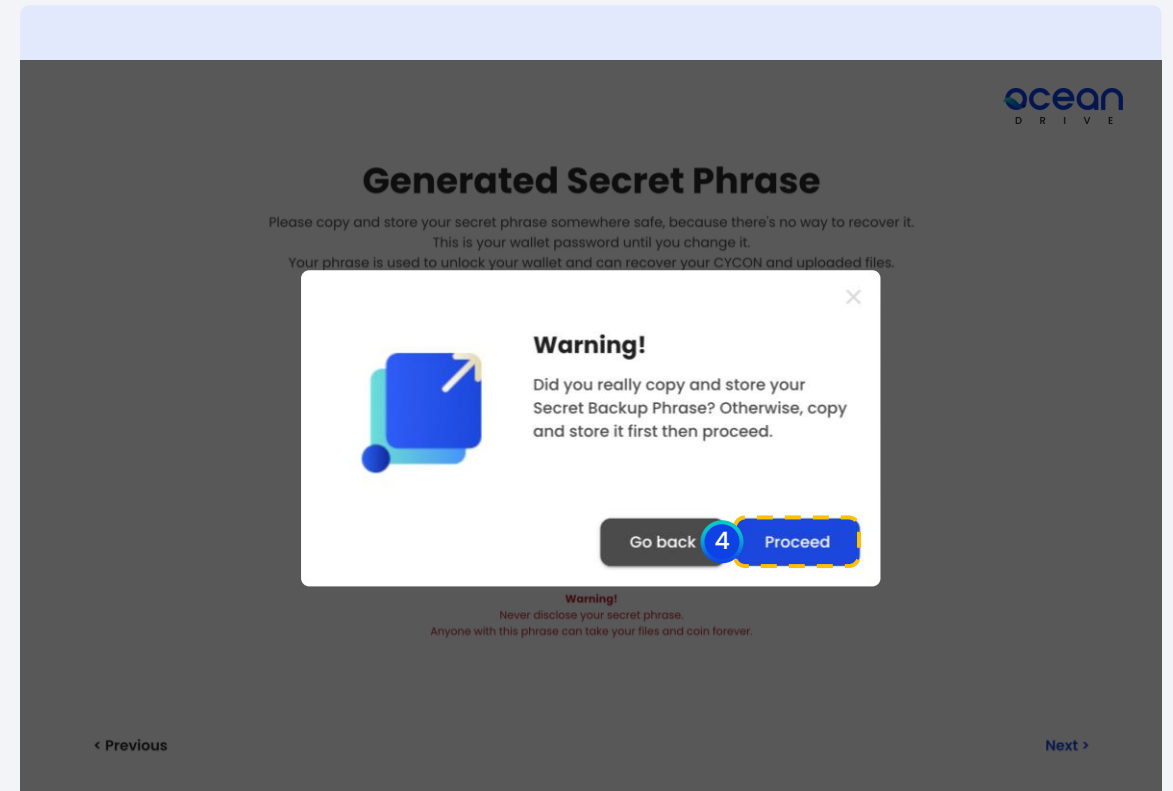 ocean
DRIVE
Generated Secret Phrase
Please copy and store your secret phrase somewhere safe, because there's no way to recover it.
This is your wallet password until you change it.
Your phrase is used to unlock your wallet and can recover your CYCON and uploaded files.
Warning!
Did you really copy and store your
Secret Backup Phrase? Otherwise, copy
and store it first then proceed.
Go back 4 Proceed
Warning!
Never disclose your secret phrase.
Anyone with this phrase can take your files and coin forever.
< Previous
Next >